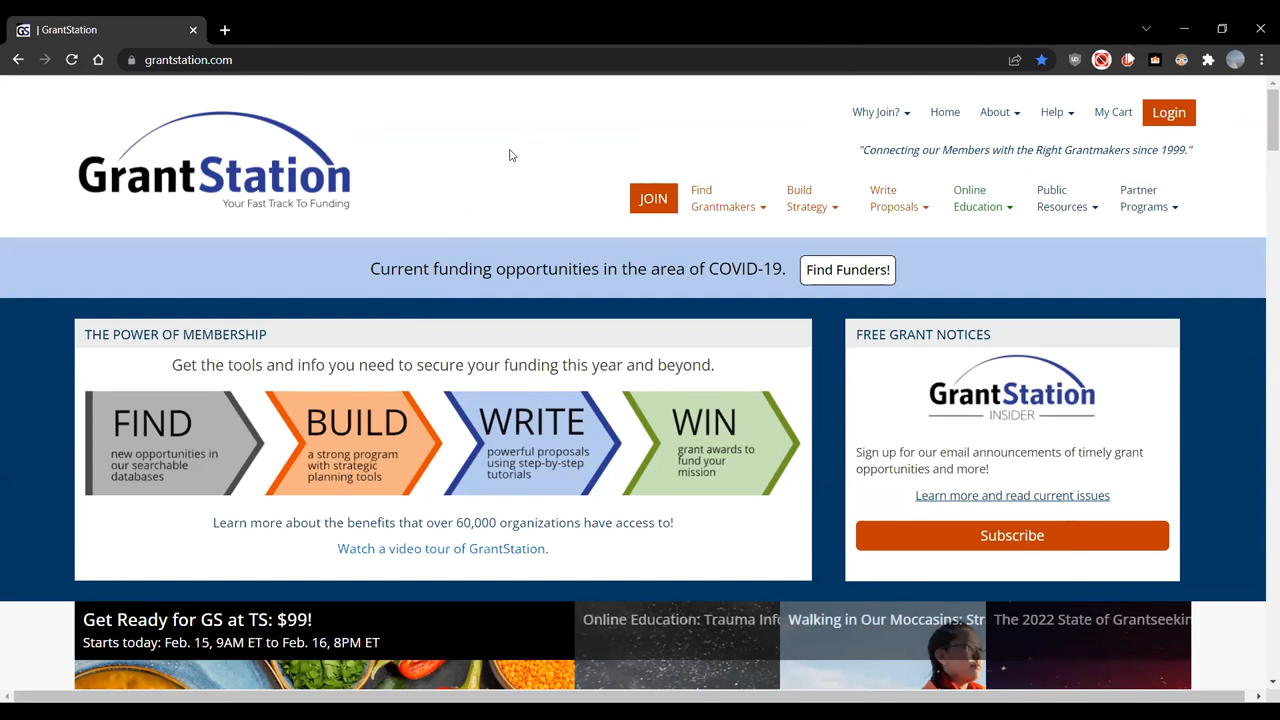 | GrantStation
grantstation.com
GrantStation
Your Fast Track To Funding
Why Join?
Home
About
Help
My Cart
Login
"Connecting our Members with the Right Grantmakers since 1999."
JOIN
Find
Grantmakers
Build
Strategy
Write
Proposals
Online
Education
Public
Resources
Partner
Programs
Current funding opportunities in the area of COVID-19.
Find Funders!
THE POWER OF MEMBERSHIP
Get the tools and info you need to secure your funding this year and beyond.
FIND
new opportunities in
our searchable
databases
BUILD
a strong program
with strategic
planning tools
WRITE
powerful proposals
using step-by-step
tutorials
WIN
grant awards to
fund your
mission
Learn more about the benefits that over 60,000 organizations have access to!
Watch a video tour of GrantStation.
FREE GRANT NOTICES
GrantStation
INSIDER
Sign up for our email announcements of timely grant
opportunities and more!
Learn more and read current issues
Subscribe
Get Ready for GS at TS: $99!
Starts today: Feb. 15, 9AM ET to Feb. 16, 8PM ET
Online Education: Trauma Info
Walking in Our Moccasins: Str
The 2022 State of Grantseekin